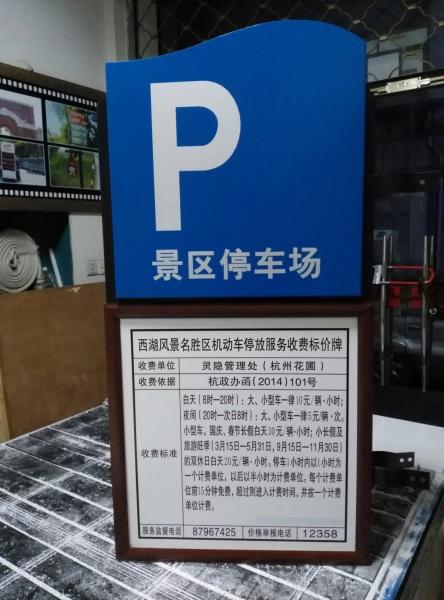 P
景区停车场
西湖风景名胜区机动车停放服务收费标价牌
收费单位 灵隐管理处（杭州花圃）
收费依据 杭政办函(2014)101号
收费标准
白天(8时—20时)：大、小型车一律10元/辆·小时；
夜间(20时一次日8时)：大、小型车一律5元/辆·次。
小型车，国庆、春节长假白天30元/辆·小时；小长假及
旅游旺季(3月15日—5月31日，9月15日—11月30日)
的双休日白天20元/辆·小时。停车1小时内以1小时为
一个计费单位，以后以半小时为计费单位。每个计费单
位前15分钟免费，超过则进入计费时间，并按一个计费
单位计费。
服务监督电话 87967425 价格举报电话 12358